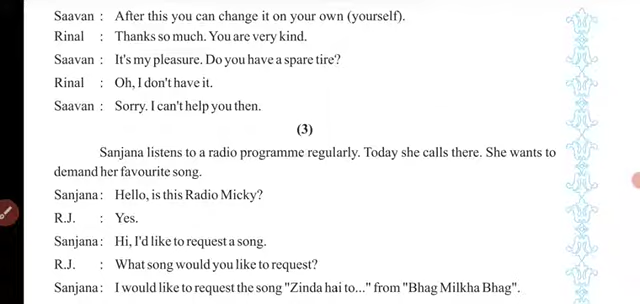 Saavan : After this you can change it on your own (yourself).
Rinal : Thanks so much. You are very kind.
Saavan : It's my pleasure. Do you have a spare tire?
Rinal : Oh, I don't have it.
Saavan : Sorry. I can't help you then.
(3)
Sanjana listens to a radio programme regularly. Today she calls there. She wants to
demand her favourite song.
Sanjana : Hello, is this Radio Micky?
R.J. : Yes.
Sanjana : Hi, I'd like to request a song.
R.J. : What song would you like to request?
Sanjana : I would like to request the song "Zinda hai to..." from "Bhag Milkha Bhag".